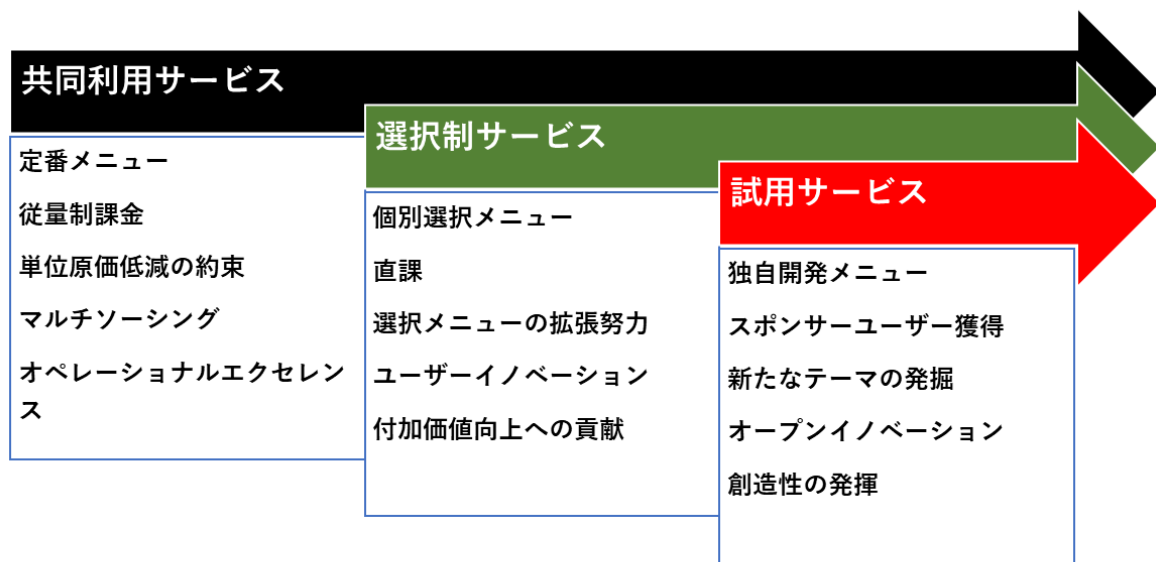 共同利用サービス
定番メニュー
従量制課金
単位原価低減の約束
マルチソーシング
オペレーショナルエクセレン
ス
選択制サービス
個別選択メニュー
直課
選択メニューの拡張努力
ユーザーイノベーション
付加価値向上への貢献
試用サービス
独自開発メニュー
スポンサーユーザー獲得
新たなテーマの発掘
オープンイノベーション
創造性の発揮